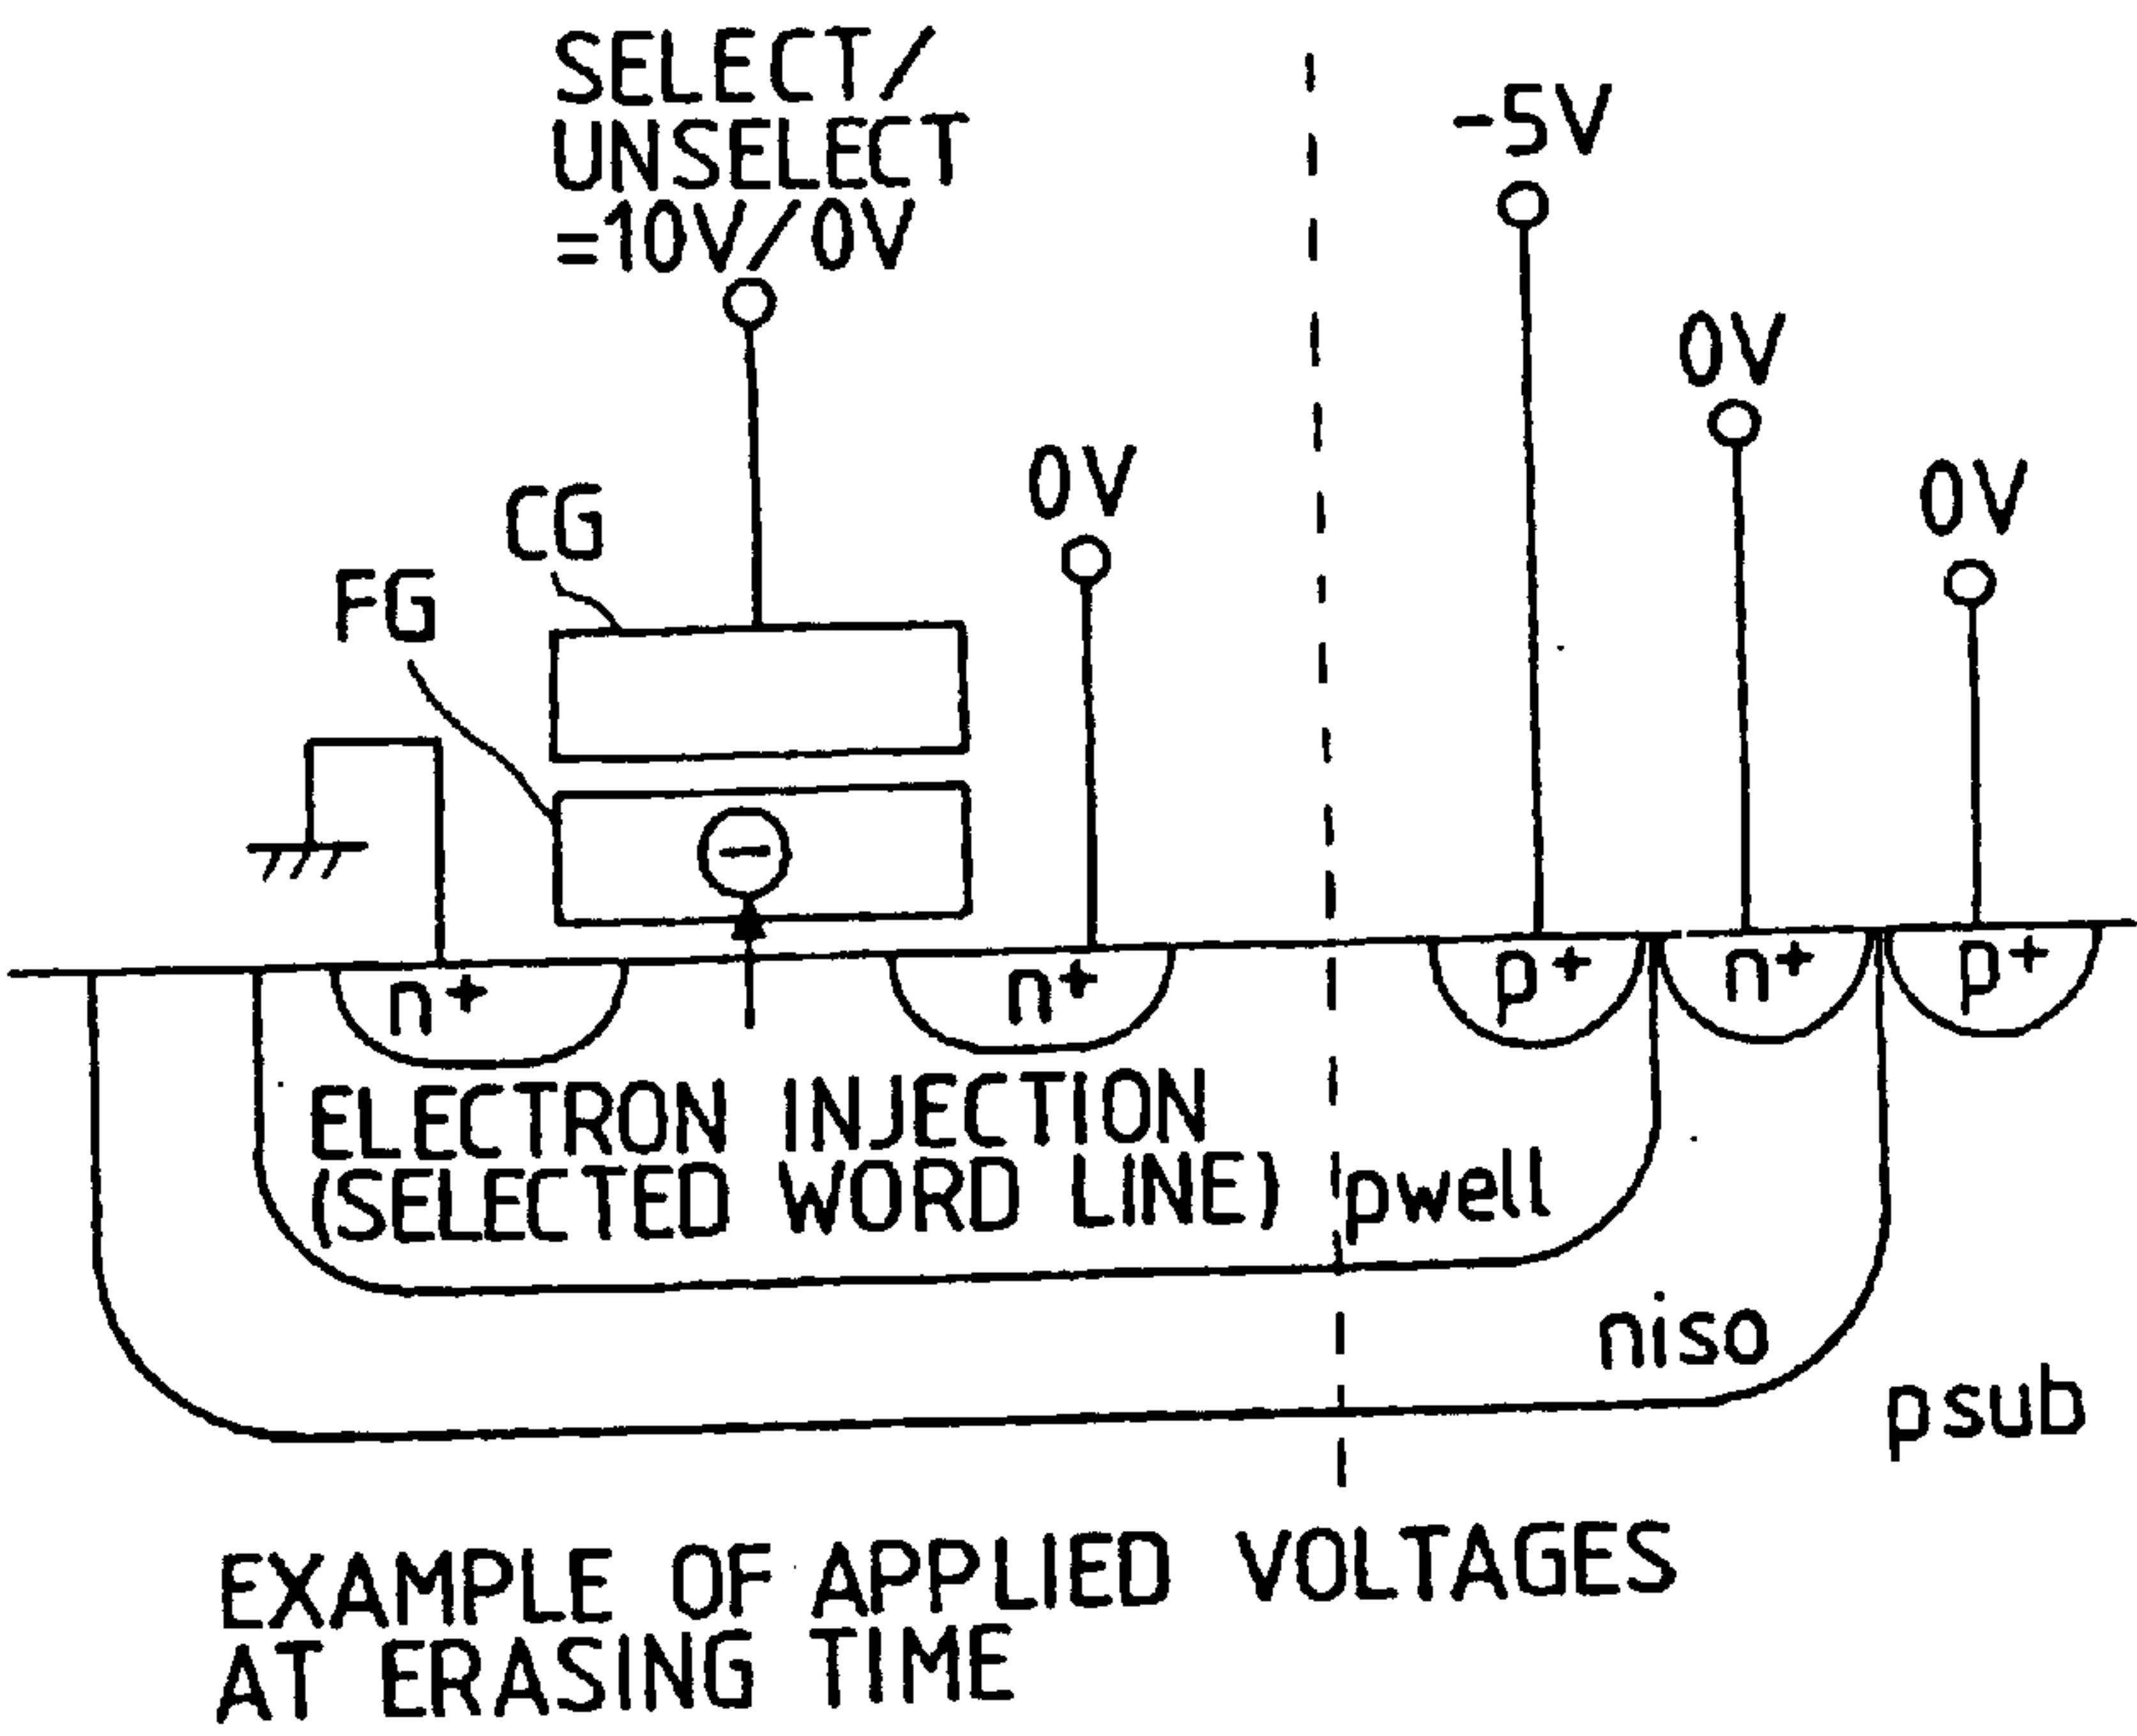 SELECT/
UNSELECT
=10V/0V
-5V
0V
0V
0V
CG
FG
n+
n+
p+
n+
p+
ELECTRON INJECTION
(SELECTED WORD LINE)
pwell
niso
psub
EXAMPLE OF APPLIED VOLTAGES
AT ERASING TIME